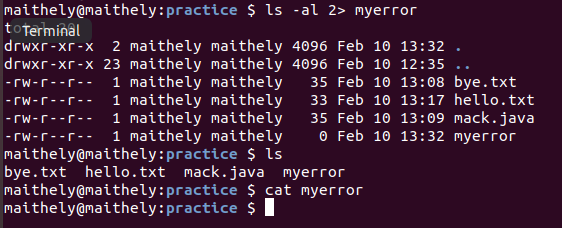 maithely@maithely:practice $ ls -al 2> myerror
total 20
Terminal
drwxr-xr-x  2 maithely maithely 4096 Feb 10 13:32 .
drwxr-xr-x 23 maithely maithely 4096 Feb 10 12:35 ..
-rw-r--r--  1 maithely maithely   35 Feb 10 13:08 bye.txt
-rw-r--r--  1 maithely maithely   33 Feb 10 13:17 hello.txt
-rw-r--r--  1 maithely maithely   35 Feb 10 13:09 mack.java
-rw-r--r--  1 maithely maithely    0 Feb 10 13:32 myerror
maithely@maithely:practice $ ls
bye.txt  hello.txt  mack.java  myerror
maithely@maithely:practice $ cat myerror
maithely@maithely:practice $